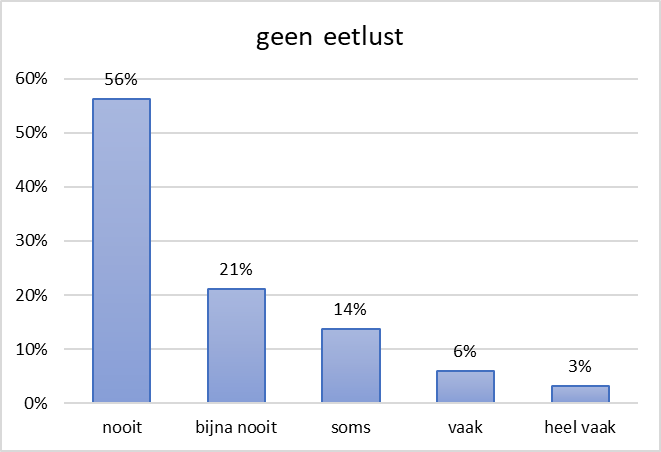 geen eetlust
60%
50%
40%
30%
20%
10%
0%
56%
21%
14%
6%
3%
nooit
bijna nooit
soms
vaak
heel vaak